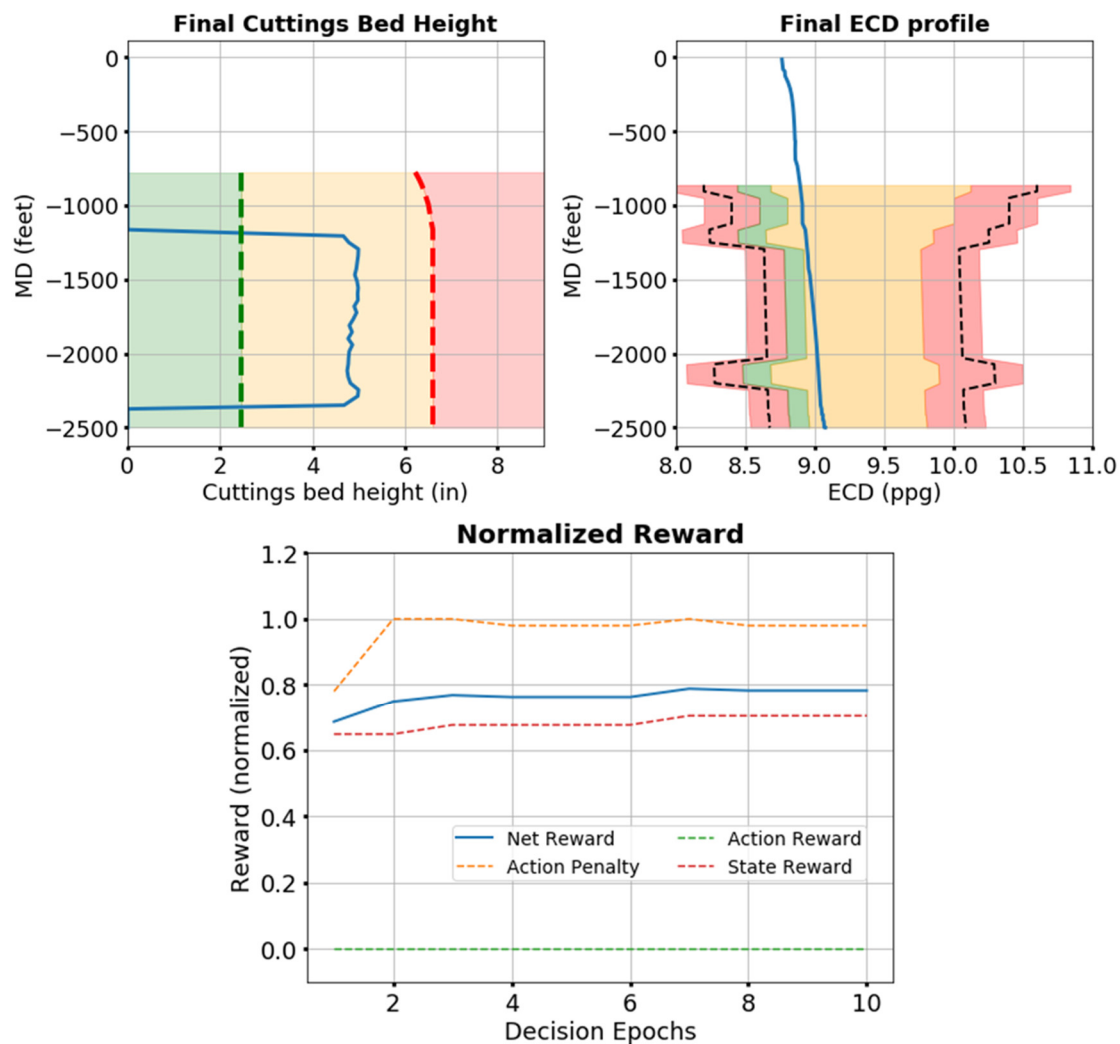 Final Cuttings Bed Height
0
−500
−1000
−1500
−2000
−2500
MD (feet)
0 2 4 6 8
Cuttings bed height (in)
Final ECD profile
0
−500
−1000
−1500
−2000
−2500
MD (feet)
8.0 8.5 9.0 9.5 10.0 10.5 11.0
ECD (ppg)
Normalized Reward
1.2
1.0
0.8
0.6
0.4
0.2
0.0
Reward (normalized)
Net Reward
Action Penalty
Action Reward
State Reward
2 4 6 8 10
Decision Epochs